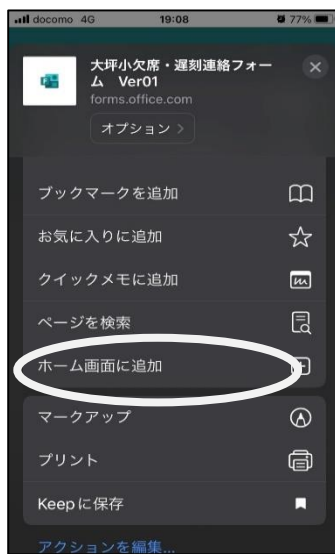 docomo 4G 19:08 77%
大坪小欠席・遅刻連絡フォー
ム Ver01
forms.office.com
オプション
ブックマークを追加
お気に入りに追加
クイックメモに追加
ページを検索
ホーム画面に追加
マークアップ
プリント
Keepに保存
アクションを編集...